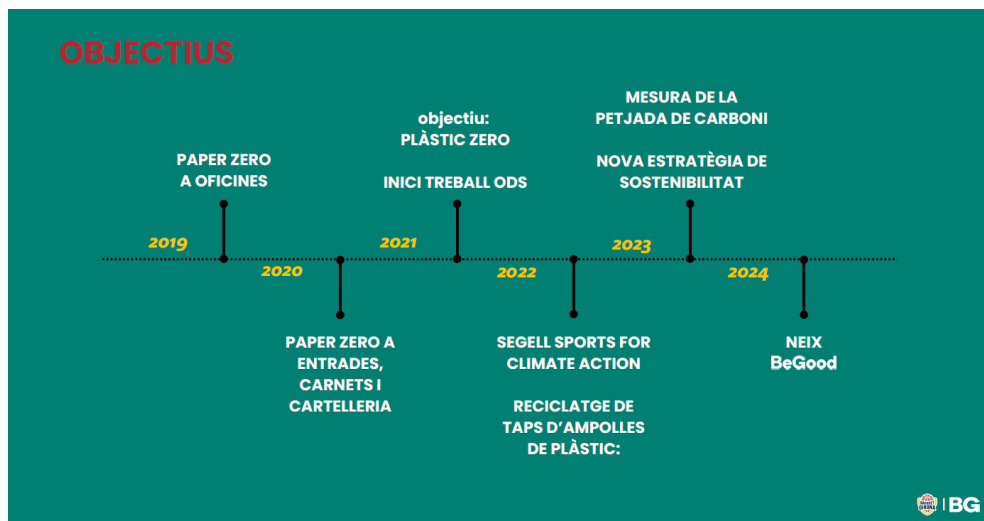 OBJECTIUS
2019
PAPER ZERO
A OFICINES
2020
PAPER ZERO A
ENTRADES,
CARNETS I
CARTELLERIA
2021
objectiu:
PLÀSTIC ZERO
INICI TREBALL ODS
2022
SEGELL SPORTS FOR
CLIMATE ACTION
RECICLATGE DE
TAPS D'AMPOLLES
DE PLÀSTIC:
2023
MESURA DE LA
PETJADA DE CARBONI
NOVA ESTRATÈGIA DE
SOSTENIBILITAT
2024
NEIX
BeGood
BÀSQUET
GIRONA
BG